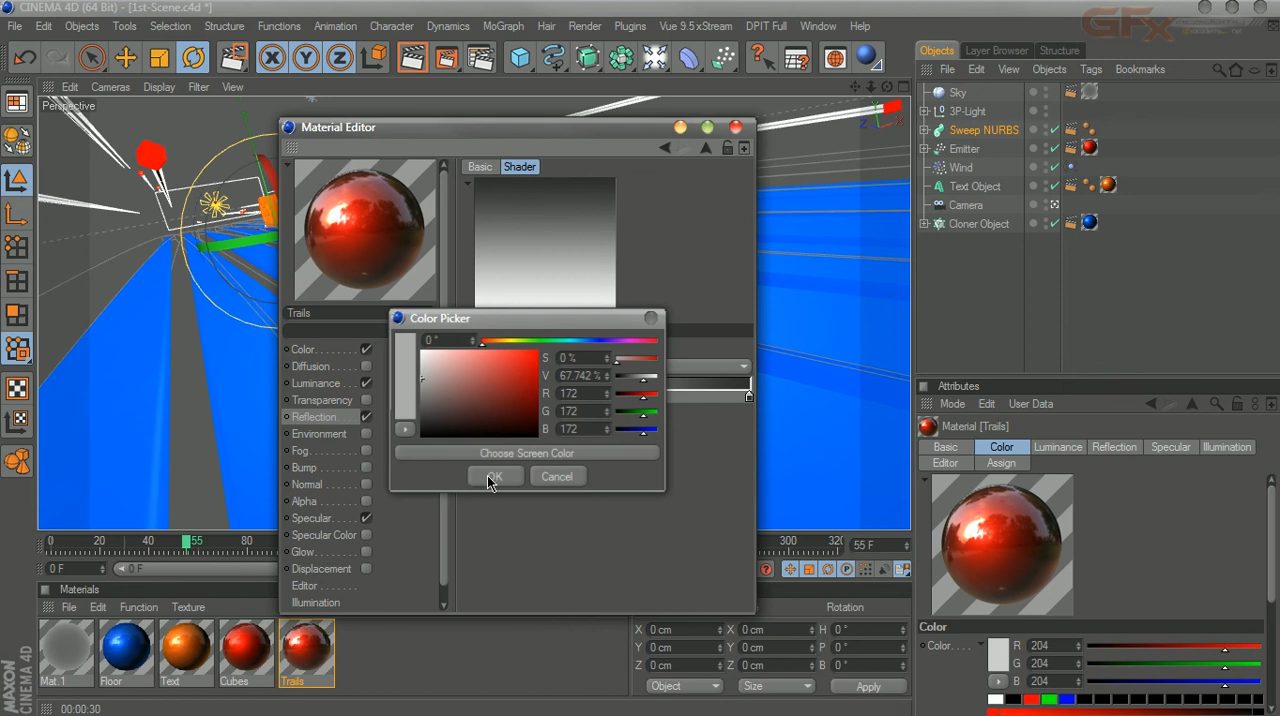 CINEMA 4D (64 Bit) - [1st-Scene.c4d *]
File Edit Objects Tools Selection Structure Functions Animation Character Dynamics MoGraph Hair Render Plugins Vue 9.5 xStream DPIT Full Window Help
GFx
Objects Layer Browser Structure
File Edit View Objects Tags Bookmarks
Edit Cameras Display Filter View
Perspective
Sky
3P-Light
Sweep NURBS
Emitter
Wind
Text Object
Camera
Cloner Object
Material Editor
Basic Shader
Trails
Color
Diffusion
Luminance
Transparency
Reflection
Environment
Fog
Bump
Normal
Alpha
Specular
Specular Color
Glow
Displacement
Editor
Illumination
Color Picker
0 °
S 0 %
V 67.742 %
R 172
G 172
B 172
Choose Screen Color
OK Cancel
Attributes
Mode Edit User Data
Material [Trails]
Basic Color Luminance Reflection Specular Illumination
Editor Assign
Color
Color R 204
G 204
B 204
0 20 40 55 80 300 320 55 F
0 F 0 F
Materials
File Edit Function Texture
Mat.1 Floor Text Cubes Trails
Rotation
X 0 cm X 0 cm H 0 °
Y 0 cm Y 0 cm P 0 °
Z 0 cm Z 0 cm B 0 °
Object Size Apply
MAXON
CINEMA 4D
00:00:30